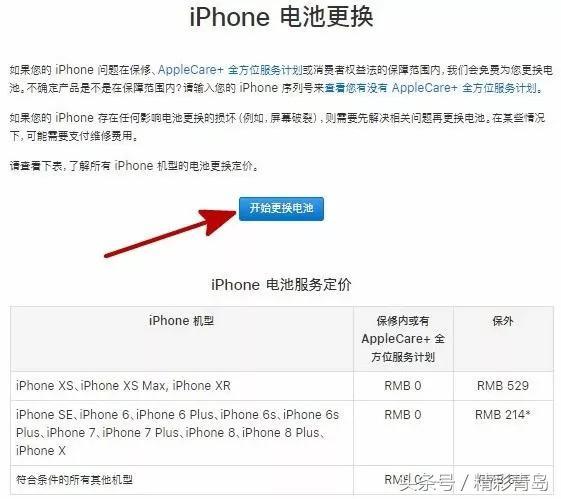 iPhone 电池更换
如果您的 iPhone 问题在保修、AppleCare+ 全方位服务计划或消费者权益法的保障范围内，我们会免费为您更换电
池。不确定产品是不是在保障范围内？请输入您的 iPhone 序列号来查看您有没有 AppleCare+ 全方位服务计划。
如果您的 iPhone 存在任何影响电池更换的损坏 (例如，屏幕破裂)，则需要先解决相关问题再更换电池。在某些情况
下，可能需要支付维修费用。
请查看下表，了解所有 iPhone 机型的电池更换定价。
开始更换电池
iPhone 电池服务定价
iPhone 机型
保修内或有
AppleCare+ 全
方位服务计划
保外
iPhone XS、iPhone XS Max, iPhone XR
RMB 0
RMB 529
iPhone SE、iPhone 6、iPhone 6 Plus、iPhone 6s、iPhone 6s
Plus、iPhone 7、iPhone 7 Plus、iPhone 8、iPhone 8 Plus、
iPhone X
RMB 0
RMB 214*
符合条件的所有其他机型
RMB 0
头条号 / 精彩青岛